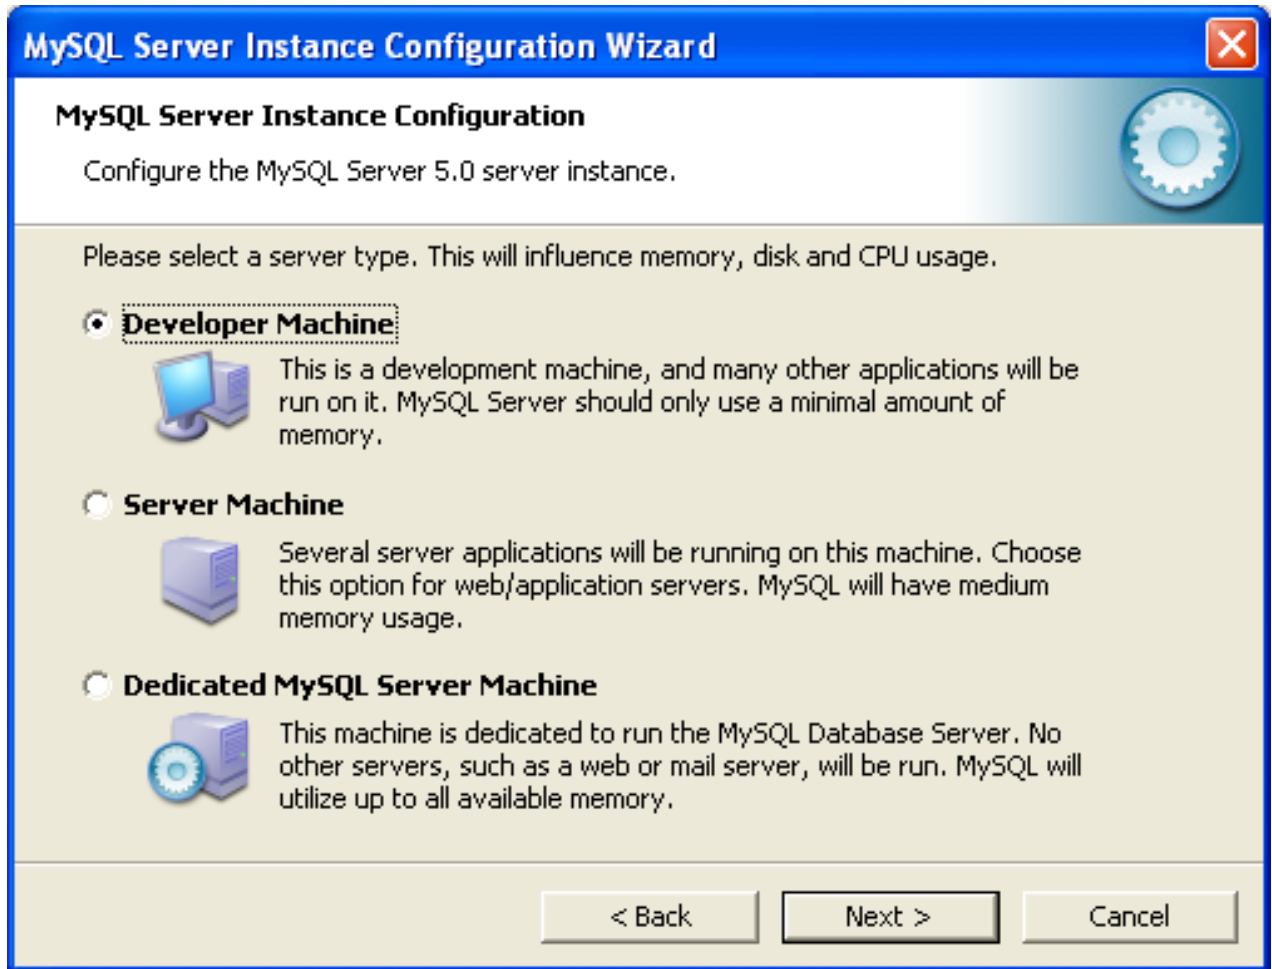 MySQL Server Instance Configuration Wizard
MySQL Server Instance Configuration
Configure the MySQL Server 5.0 server instance.
Please select a server type. This will influence memory, disk and CPU usage.
Developer Machine
This is a development machine, and many other applications will be
run on it. MySQL Server should only use a minimal amount of
memory.
Server Machine
Several server applications will be running on this machine. Choose
this option for web/application servers. MySQL will have medium
memory usage.
Dedicated MySQL Server Machine
This machine is dedicated to run the MySQL Database Server. No
other servers, such as a web or mail server, will be run. MySQL will
utilize up to all available memory.
< Back
Next >
Cancel